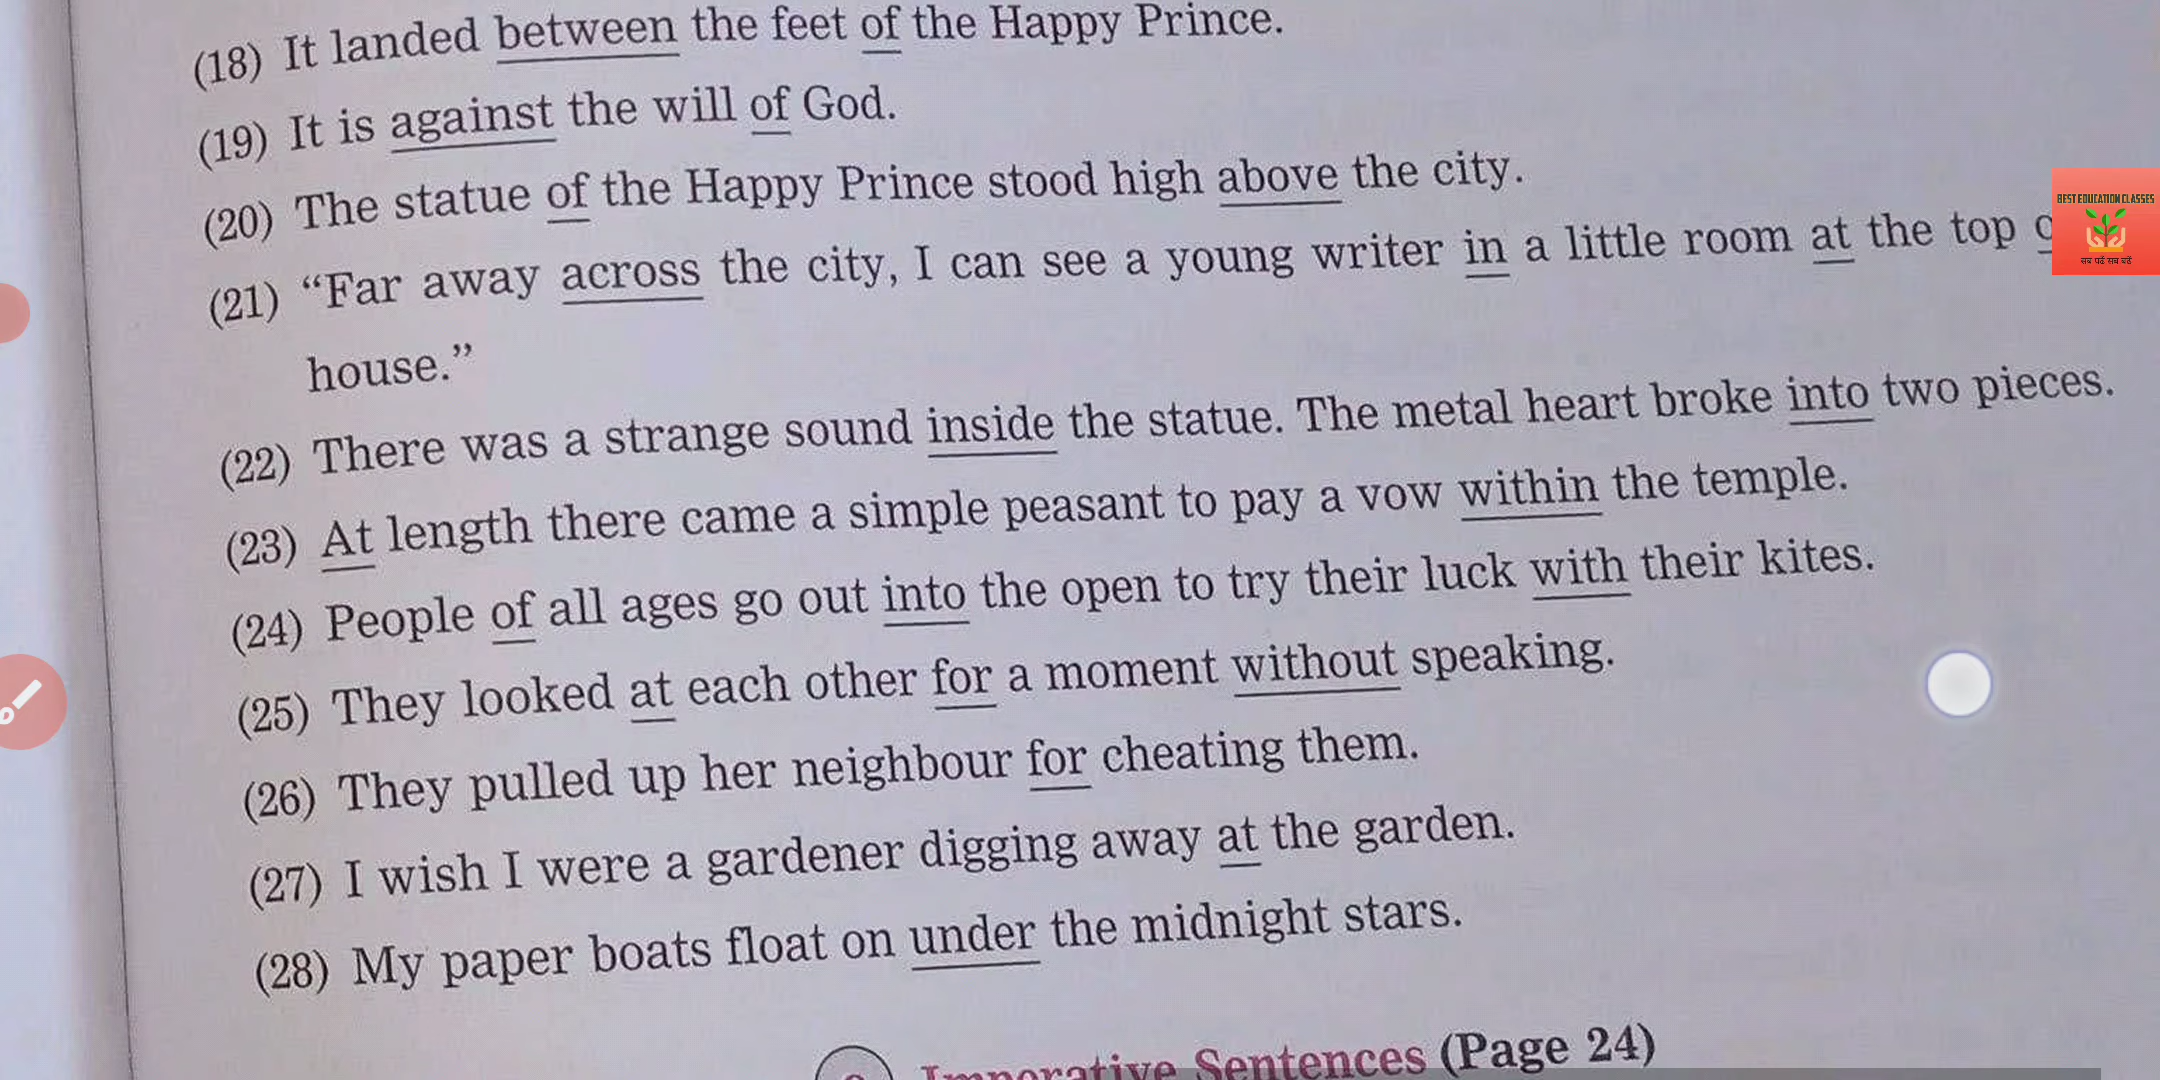 (18) It landed between the feet of the Happy Prince.
(19) It is against the will of God.
(20) The statue of the Happy Prince stood high above the city.
BEST EDUCATION CLASSES
सब पढ़ें सब बढ़ें
(21) “Far away across the city, I can see a young writer in a little room at the top
house.”
(22) There was a strange sound inside the statue. The metal heart broke into two pieces.
(23) At length there came a simple peasant to pay a vow within the temple.
(24) People of all ages go out into the open to try their luck with their kites.
(25) They looked at each other for a moment without speaking.
(26) They pulled up her neighbour for cheating them.
(27) I wish I were a gardener digging away at the garden.
(28) My paper boats float on under the midnight stars.
Imperative Sentences (Page 24)